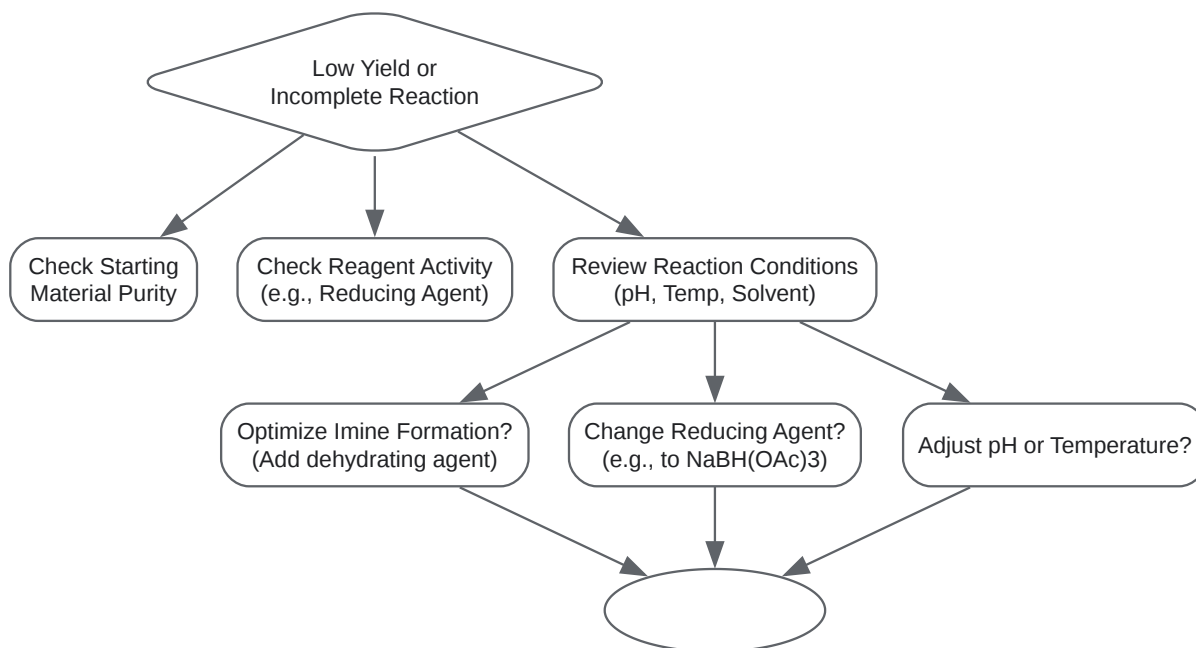 Low Yield or
Incomplete Reaction
Check Starting
Material Purity
Check Reagent Activity
(e.g., Reducing Agent)
Review Reaction Conditions
(pH, Temp, Solvent)
Optimize Imine Formation?
(Add dehydrating agent)
Change Reducing Agent?
(e.g., to NaBH(OAc)3)
Adjust pH or Temperature?